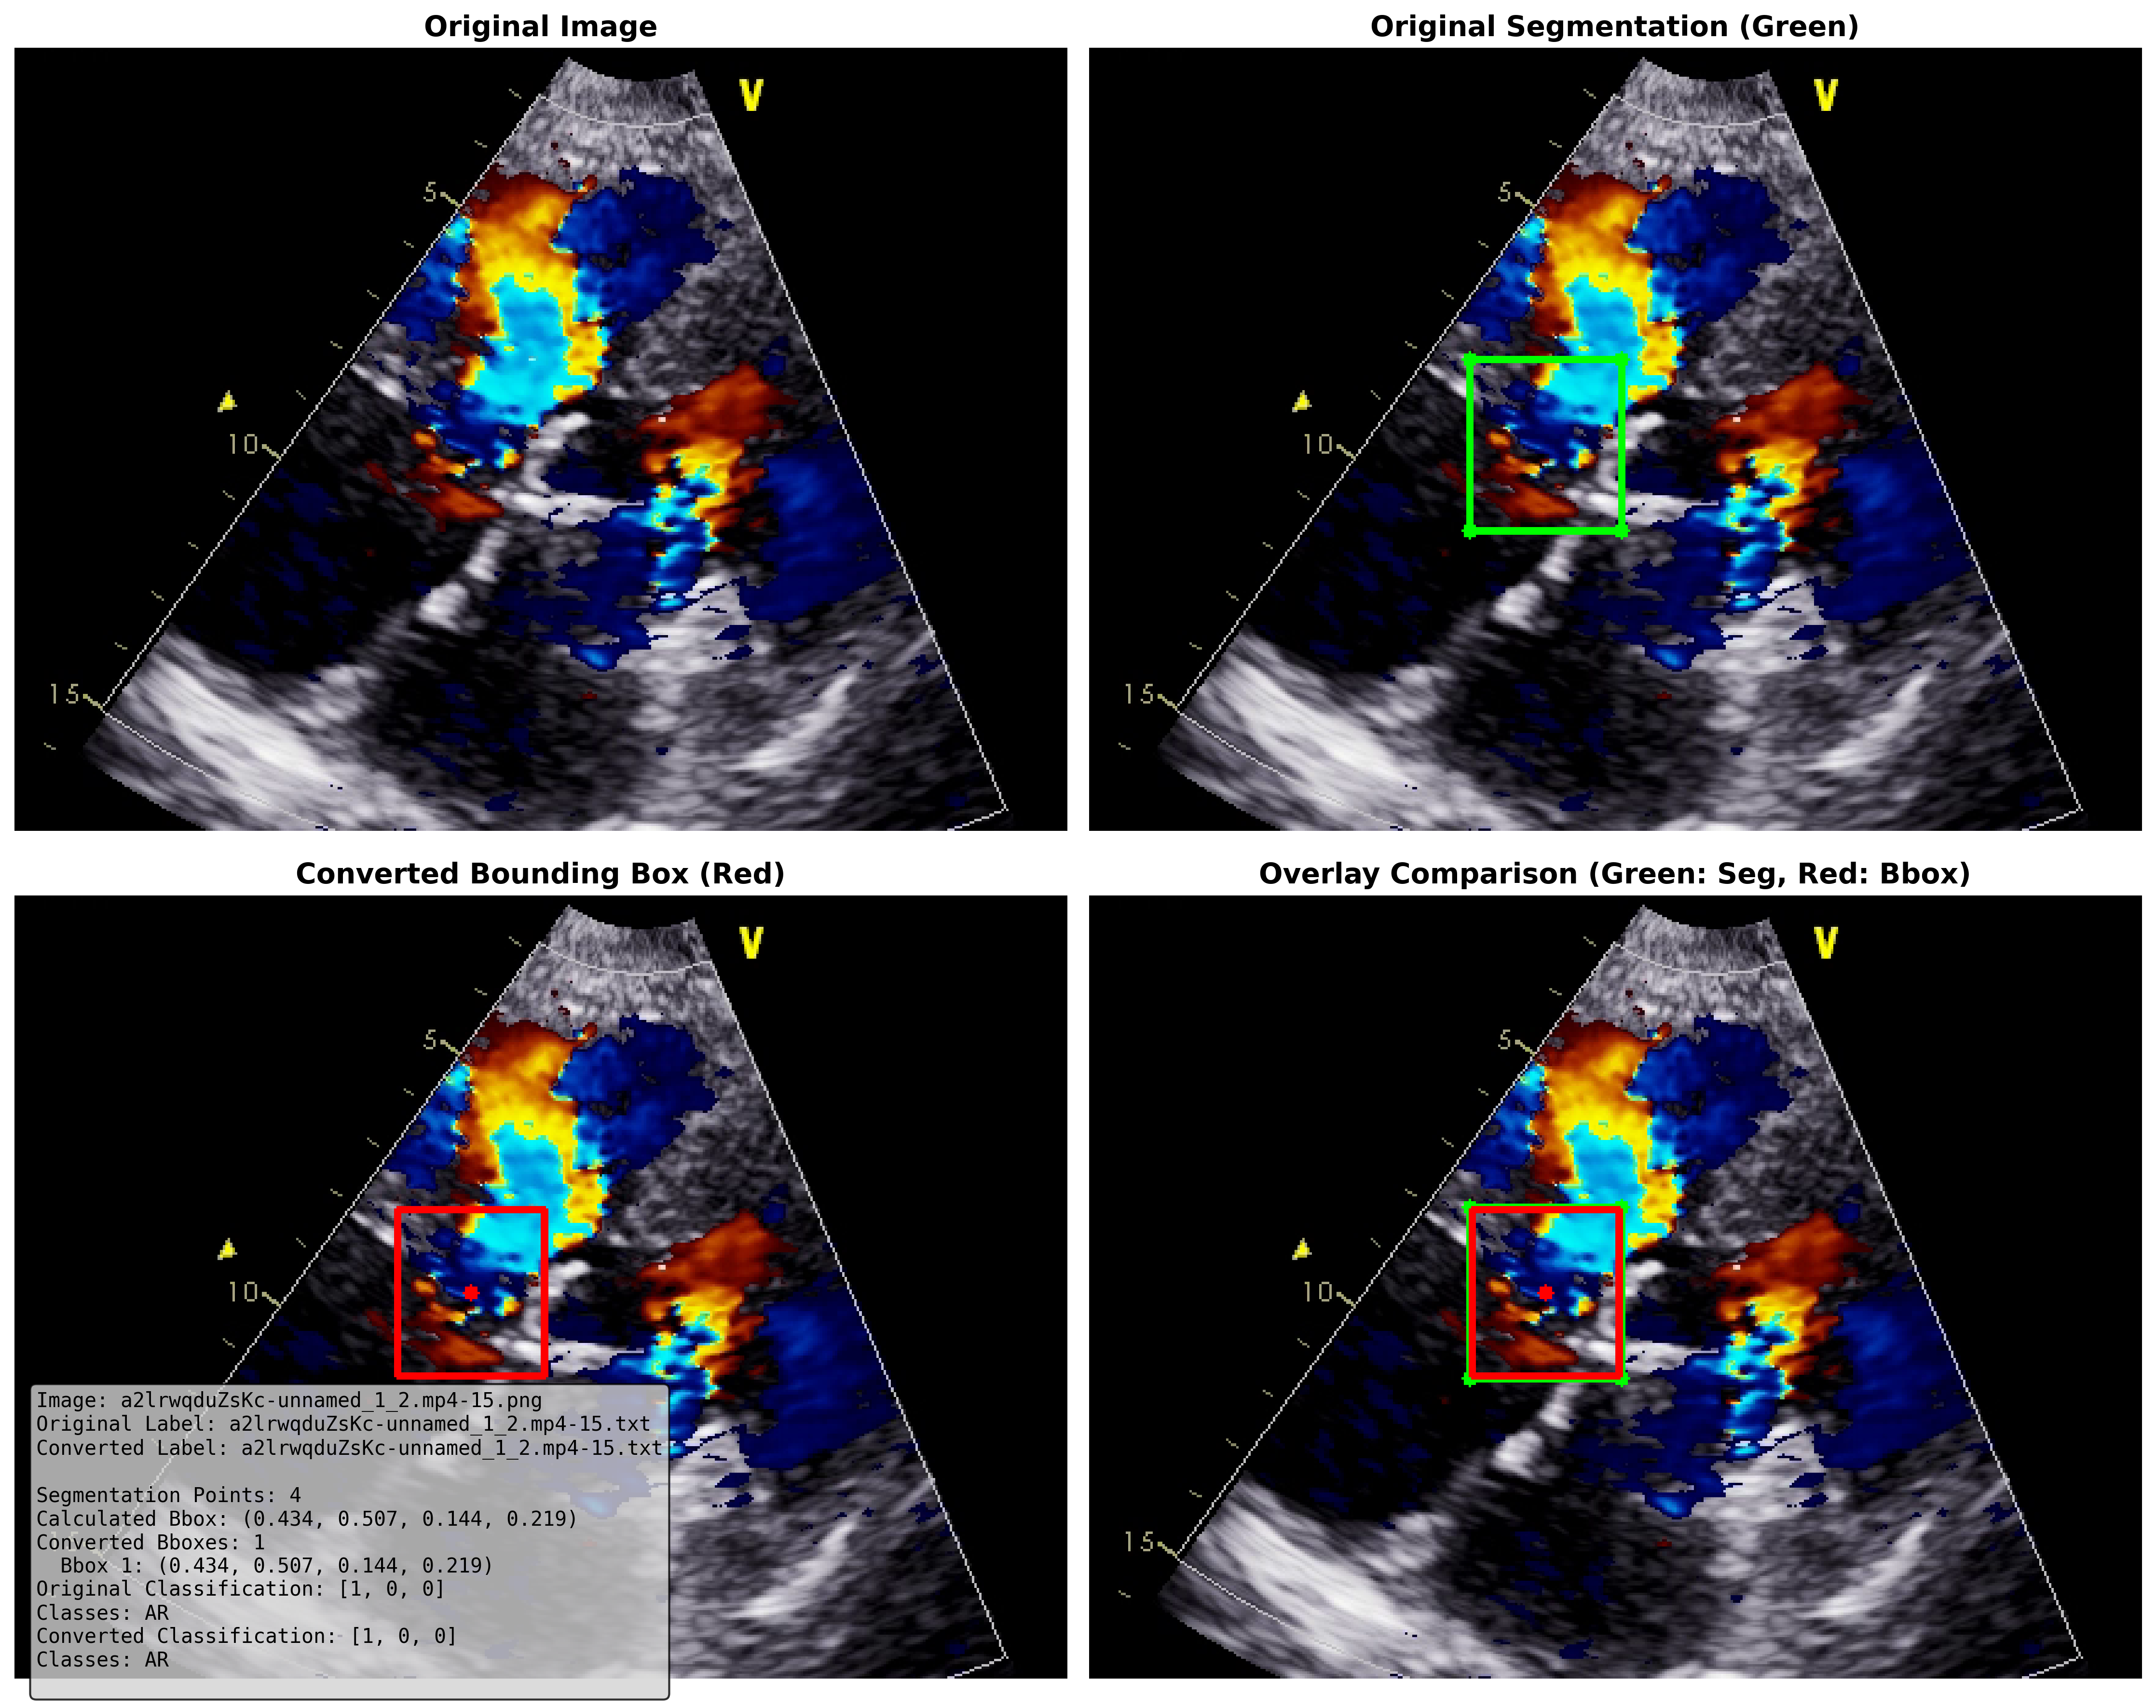 Original Image
Original Segmentation (Green)
V
5
10
15
V
5
10
15
Converted Bounding Box (Red)
Overlay Comparison (Green: Seg, Red: Bbox)
V
5
10
V
5
10
15
Image: a2lrwqduZsKc-unnamed_1_2.mp4-15.png
Original Label: a2lrwqduZsKc-unnamed_1_2.mp4-15.txt
Converted Label: a2lrwqduZsKc-unnamed_1_2.mp4-15.txt
Segmentation Points: 4
Calculated Bbox: (0.434, 0.507, 0.144, 0.219)
Converted Bboxes: 1
Bbox 1: (0.434, 0.507, 0.144, 0.219)
Original Classification: [1, 0, 0]
Classes: AR
Converted Classification: [1, 0, 0]
Classes: AR